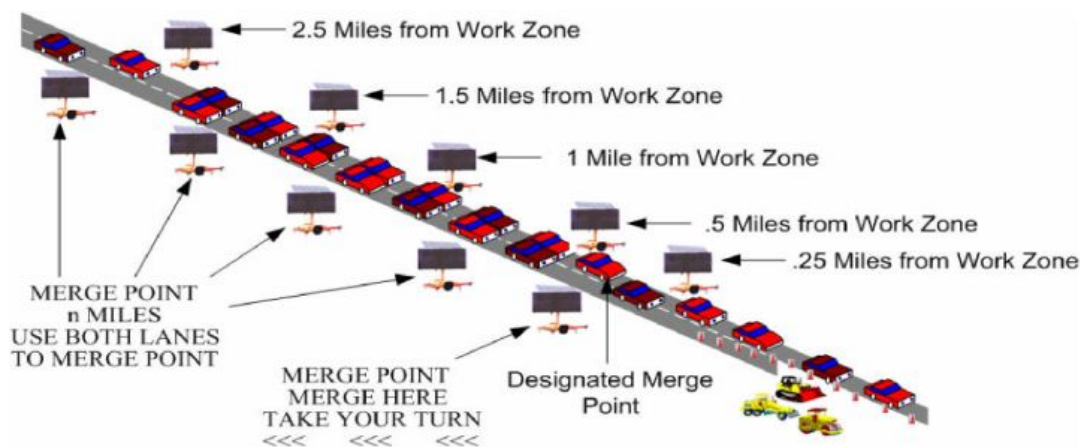 2.5 Miles from Work Zone
1.5 Miles from Work Zone
1 Mile from Work Zone
.5 Miles from Work Zone
.25 Miles from Work Zone
MERGE POINT
n MILES
USE BOTH LANES
TO MERGE POINT
MERGE POINT
MERGE HERE
TAKE YOUR TURN
<<< <<< <<<
Designated Merge
Point